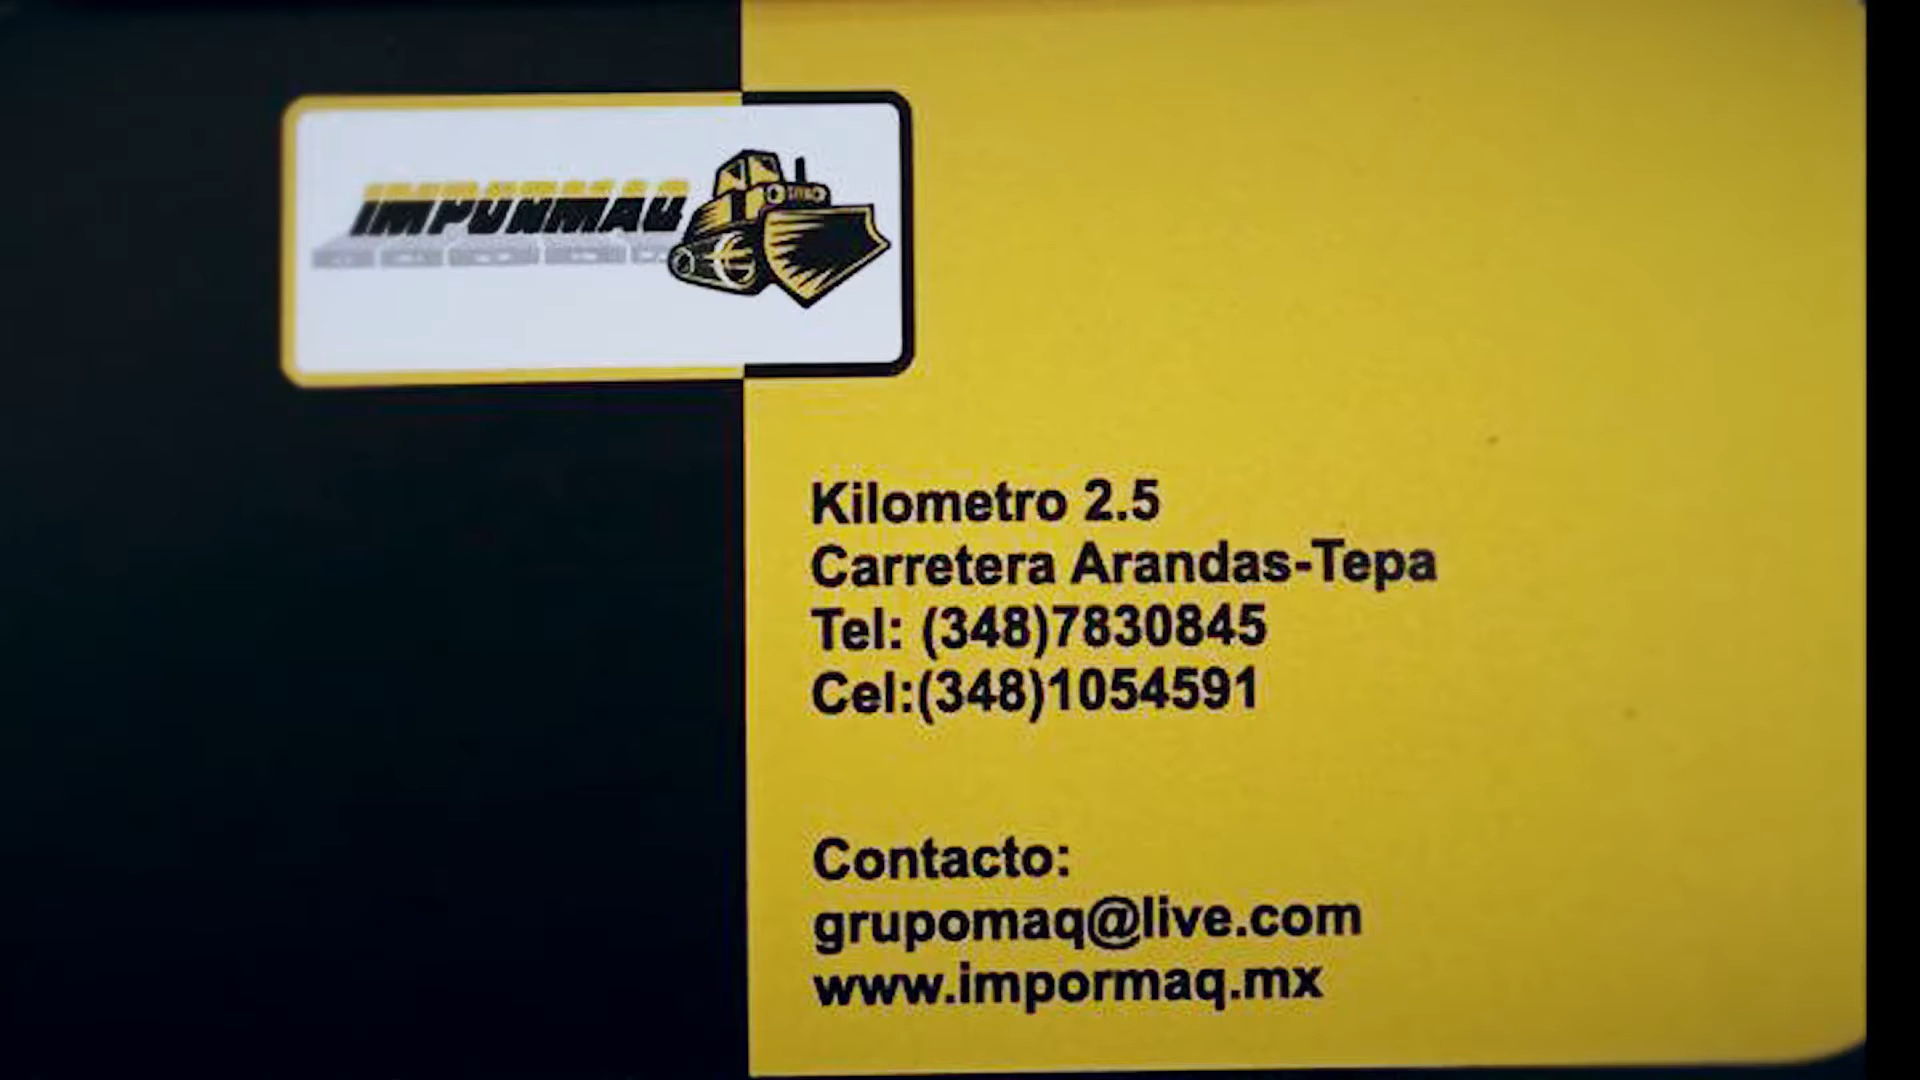 IMPORMAQ
Kilometro 2.5
Carretera Arandas-Tepa
Tel: (348)7830845
Cel:(348)1054591
Contacto:
grupomaq@live.com
www.impormaq.mx